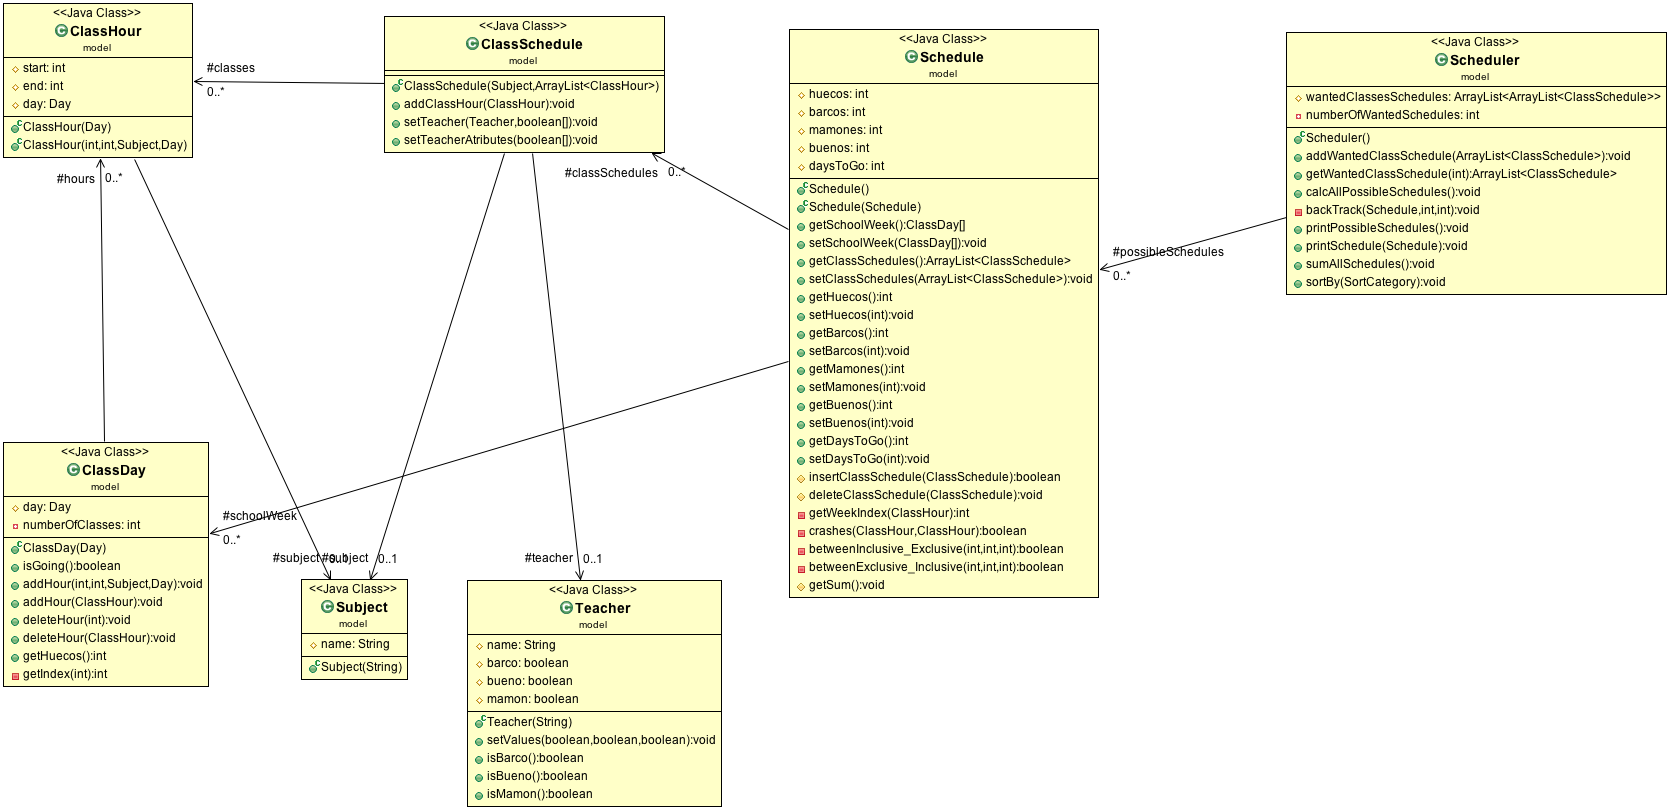 <<Java Class>>
ClassHour
model
start: int
end: int
day: Day
ClassHour(Day)
ClassHour(int,int,Subject,Day)
#classes
0..*
<<Java Class>>
ClassSchedule
model
ClassSchedule(Subject,ArrayList<ClassHour>)
addClassHour(ClassHour):void
setTeacher(Teacher,boolean[]):void
setTeacherAtributes(boolean[]):void
#classSchedules
0..*
<<Java Class>>
Schedule
model
huecos: int
barcos: int
mamones: int
buenos: int
daysToGo: int
Schedule()
Schedule(Schedule)
getSchoolWeek():ClassDay[]
setSchoolWeek(ClassDay[]):void
getClassSchedules():ArrayList<ClassSchedule>
setClassSchedules(ArrayList<ClassSchedule>):void
getHuecos():int
setHuecos(int):void
getBarcos():int
setBarcos(int):void
getMamones():int
setMamones(int):void
getBuenos():int
setBuenos(int):void
getDaysToGo():int
setDaysToGo(int):void
insertClassSchedule(ClassSchedule):boolean
deleteClassSchedule(ClassSchedule):void
getWeekIndex(ClassHour):int
crashes(ClassHour,ClassHour):boolean
betweenInclusive_Exclusive(int,int,int):boolean
betweenExclusive_Inclusive(int,int,int):boolean
getSum():void
#possibleSchedules
0..*
<<Java Class>>
Scheduler
model
wantedClassesSchedules: ArrayList<ArrayList<ClassSchedule>>
numberOfWantedSchedules: int
Scheduler()
addWantedClassSchedule(ArrayList<ClassSchedule>):void
getWantedClassSchedule(int):ArrayList<ClassSchedule>
calcAllPossibleSchedules():void
backTrack(Schedule,int,int):void
printPossibleSchedules():void
printSchedule(Schedule):void
sumAllSchedules():void
sortBy(SortCategory):void
#hours
0..*
<<Java Class>>
ClassDay
model
day: Day
numberOfClasses: int
ClassDay(Day)
isGoing():boolean
addHour(int,int,Subject,Day):void
addHour(ClassHour):void
deleteHour(int):void
deleteHour(ClassHour):void
getHuecos():int
getIndex(int):int
#schoolWeek
0..*
#subject
0..1
#subject
0..1
<<Java Class>>
Subject
model
name: String
Subject(String)
#teacher
0..1
<<Java Class>>
Teacher
model
name: String
barco: boolean
bueno: boolean
mamon: boolean
Teacher(String)
setValues(boolean,boolean,boolean):void
isBarco():boolean
isBueno():boolean
isMamon():boolean